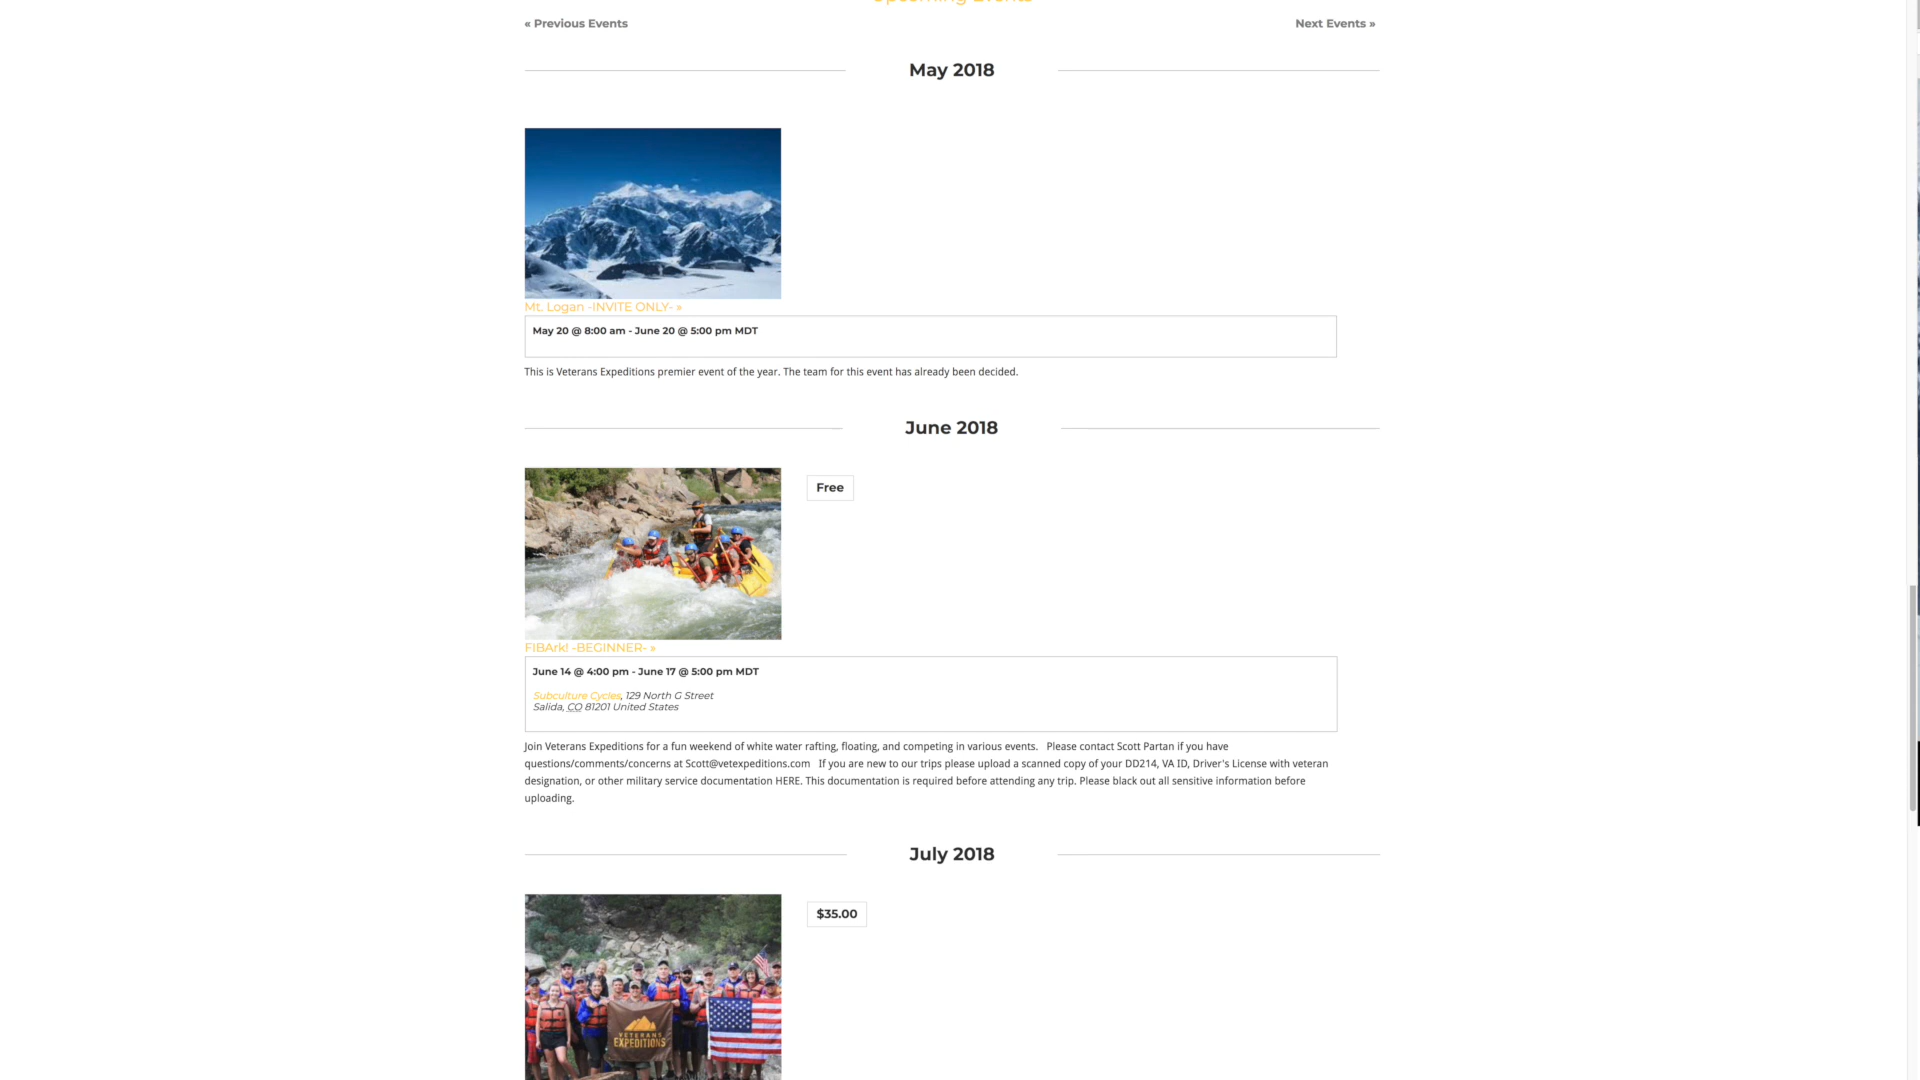 Upcoming Events
« Previous Events
Next Events »
May 2018
Mt. Logan -INVITE ONLY- »
May 20 @ 8:00 am - June 20 @ 5:00 pm MDT
This is Veterans Expeditions premier event of the year. The team for this event has already been decided.
June 2018
Free
FIBArk! -BEGINNER- »
June 14 @ 4:00 pm - June 17 @ 5:00 pm MDT
Subculture Cycles, 129 North G Street
Salida, CO 81201 United States
Join Veterans Expeditions for a fun weekend of white water rafting, floating, and competing in various events.   Please contact Scott Partan if you have
questions/comments/concerns at Scott@vetexpeditions.com   If you are new to our trips please upload a scanned copy of your DD214, VA ID, Driver's License with veteran
designation, or other military service documentation HERE. This documentation is required before attending any trip. Please black out all sensitive information before
uploading.
July 2018
$35.00
VETERANS
EXPEDITIONS